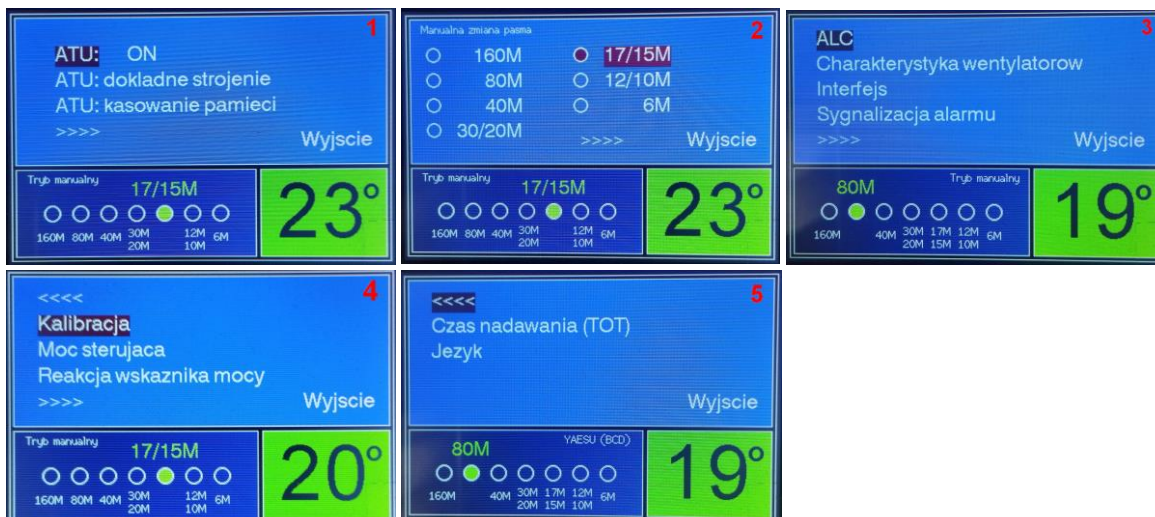 1
ATU: ON
ATU: dokladne strojenie
ATU: kasowanie pamieci
>>>> Wyjscie
Tryb manualny
17/15M
160M 80M 40M 30M 20M 12M 10M 6M
23°
2
Manualna zmiana pasma
160M 17/15M
80M 12/10M
40M 6M
30/20M >>>> Wyjscie
Tryb manualny
17/15M
160M 80M 40M 30M 20M 12M 10M 6M
23°
3
ALC
Charakterystyka wentylatorow
Interfejs
Sygnalizacja alarmu
>>>> Wyjscie
80M Tryb manualny
160M 40M 30M 20M 17M 15M 12M 10M 6M
19°
4
<<<<
Kalibracja
Moc sterujaca
Reakcja wskaznika mocy
>>>> Wyjscie
Tryb manualny
17/15M
160M 80M 40M 30M 20M 12M 10M 6M
20°
5
<<<<
Czas nadawania (TOT)
Jezyk
Wyjscie
80M YAESU (BCD)
160M 40M 30M 20M 17M 15M 12M 10M 6M
19°